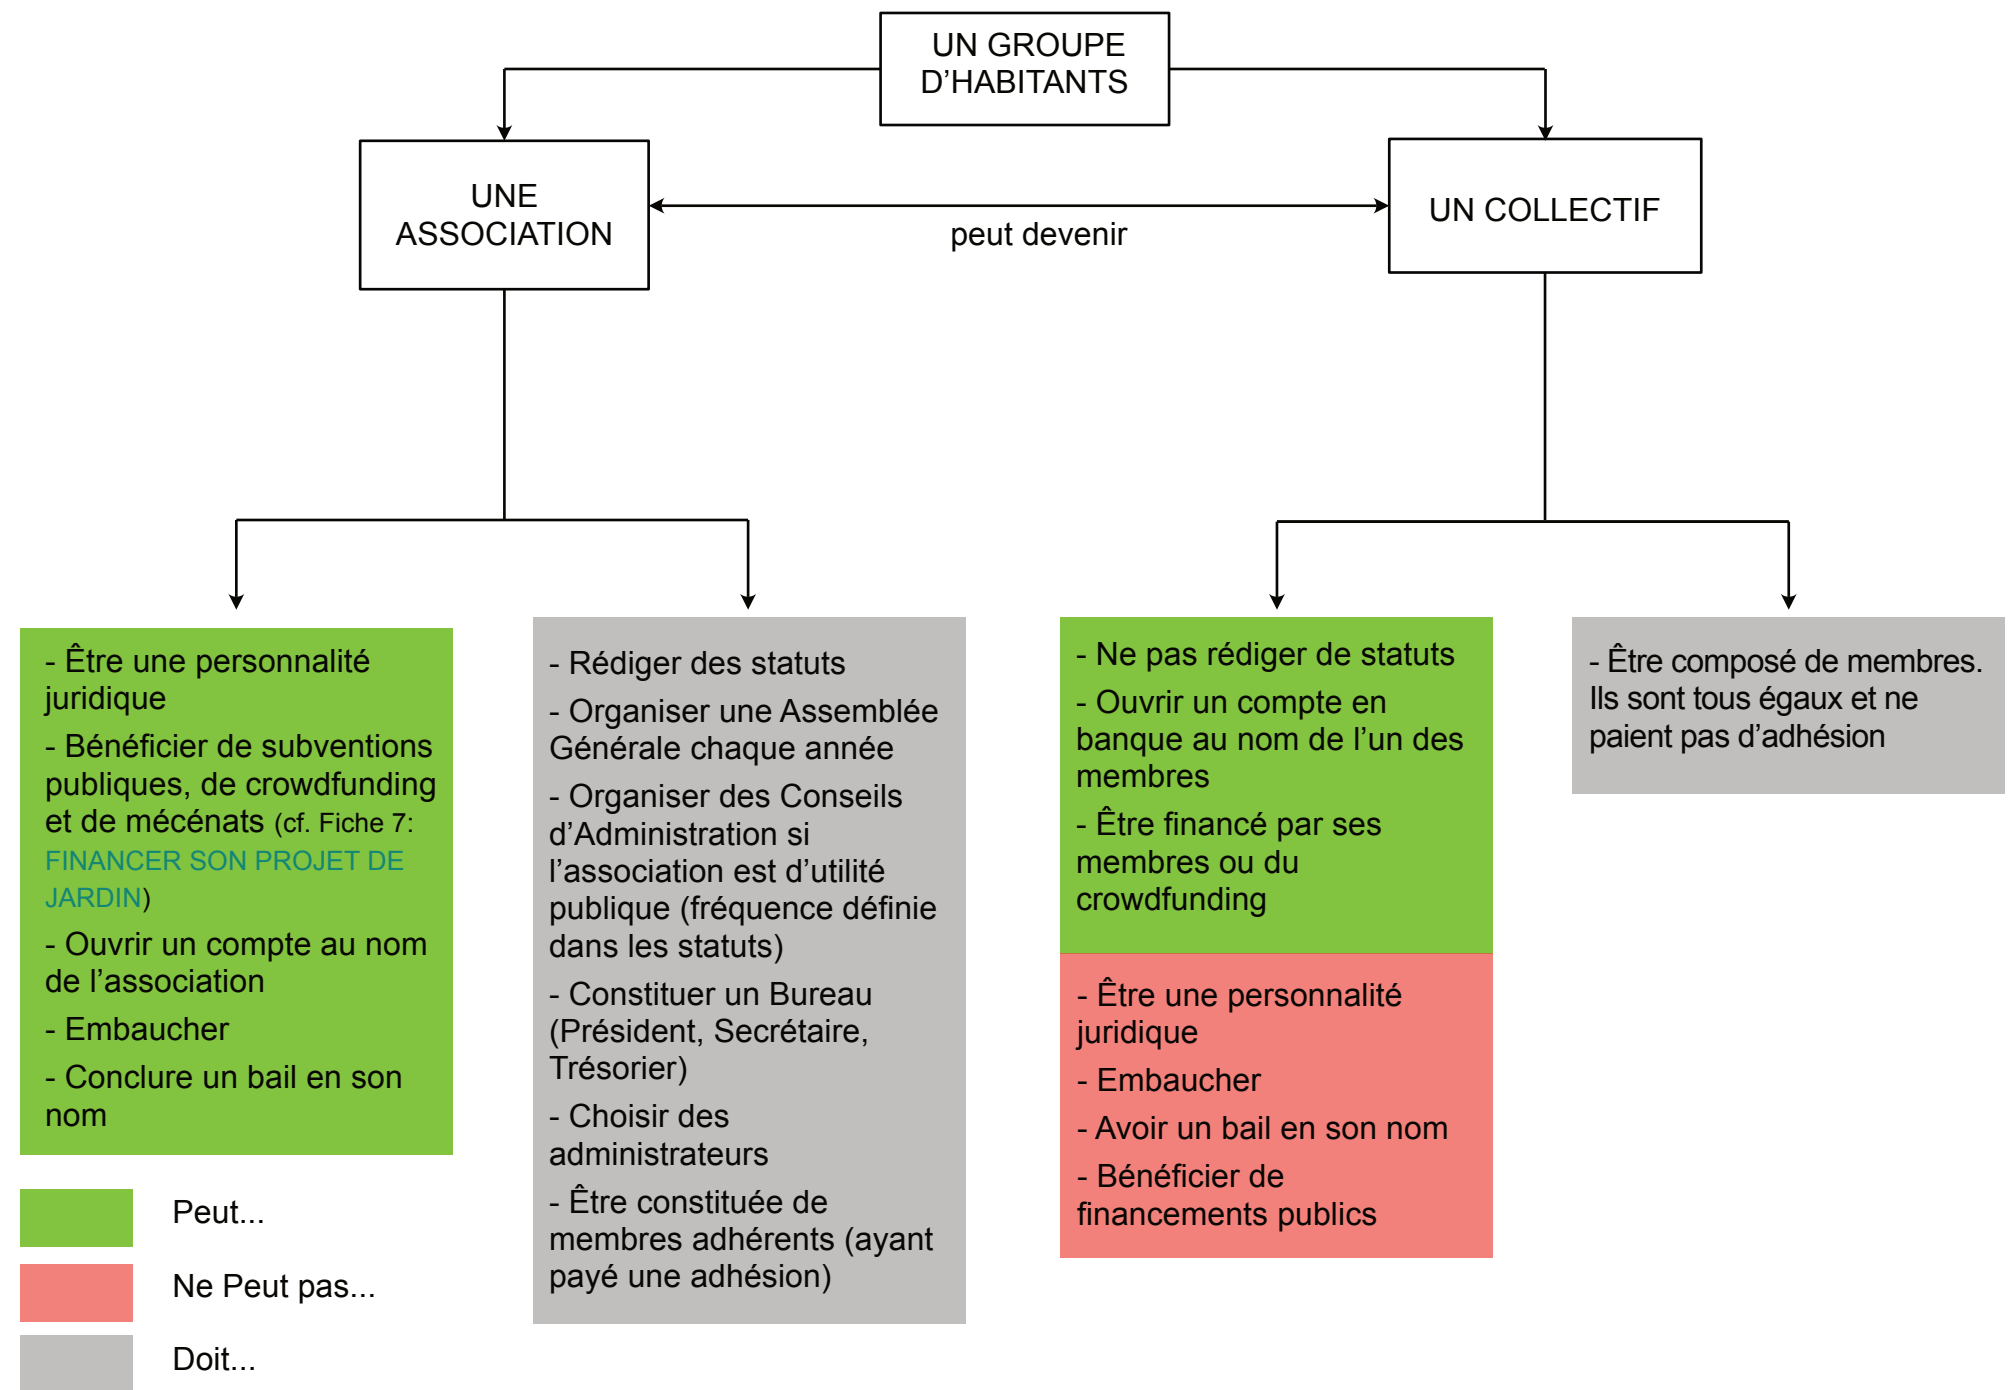 UN GROUPE
D’HABITANTS
UNE
ASSOCIATION
peut devenir
UN COLLECTIF
- Être une personnalité
juridique
- Bénéficier de subventions
publiques, de crowdfunding
et de mécénats (cf. Fiche 7:
FINANCER SON PROJET DE
JARDIN)
- Ouvrir un compte au nom
de l’association
- Embaucher
- Conclure un bail en son
nom
- Rédiger des statuts
- Organiser une Assemblée
Générale chaque année
- Organiser des Conseils
d’Administration si
l’association est d’utilité
publique (fréquence définie
dans les statuts)
- Constituer un Bureau
(Président, Secrétaire,
Trésorier)
- Choisir des
administrateurs
- Être constituée de
membres adhérents (ayant
payé une adhésion)
- Ne pas rédiger de statuts
- Ouvrir un compte en
banque au nom de l’un des
membres
- Être financé par ses
membres ou du
crowdfunding
- Être une personnalité
juridique
- Embaucher
- Avoir un bail en son nom
- Bénéficier de
financements publics
- Être composé de membres.
Ils sont tous égaux et ne
paient pas d’adhésion
Peut...
Ne Peut pas...
Doit...